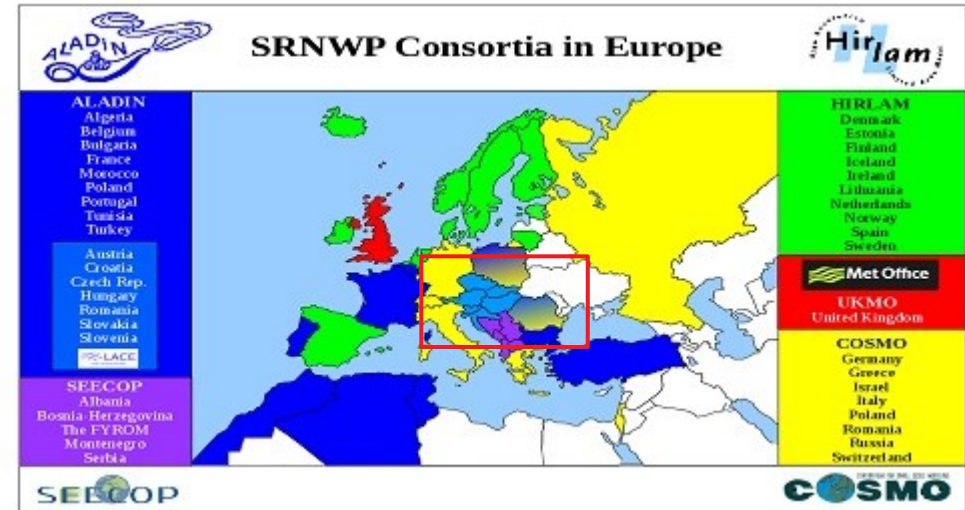 ALADIN
SRNWP Consortia in Europe
Hirlam
ALADIN
Algeria
Belgium
Bulgaria
France
Morocco
Poland
Portugal
Tunisia
Turkey
Austria
Croatia
Czech Rep.
Hungary
Romania
Slovakia
Slovenia
LACE
SEECOP
Albania
Bosnia-Herzegovina
The FYROM
Montenegro
Serbia
HIRLAM
Denmark
Estonia
Finland
Iceland
Ireland
Lithuania
Netherlands
Norway
Spain
Sweden
Met Office
UKMO
United Kingdom
COSMO
Germany
Greece
Israel
Italy
Poland
Romania
Russia
Switzerland
SEECOP
COSMO